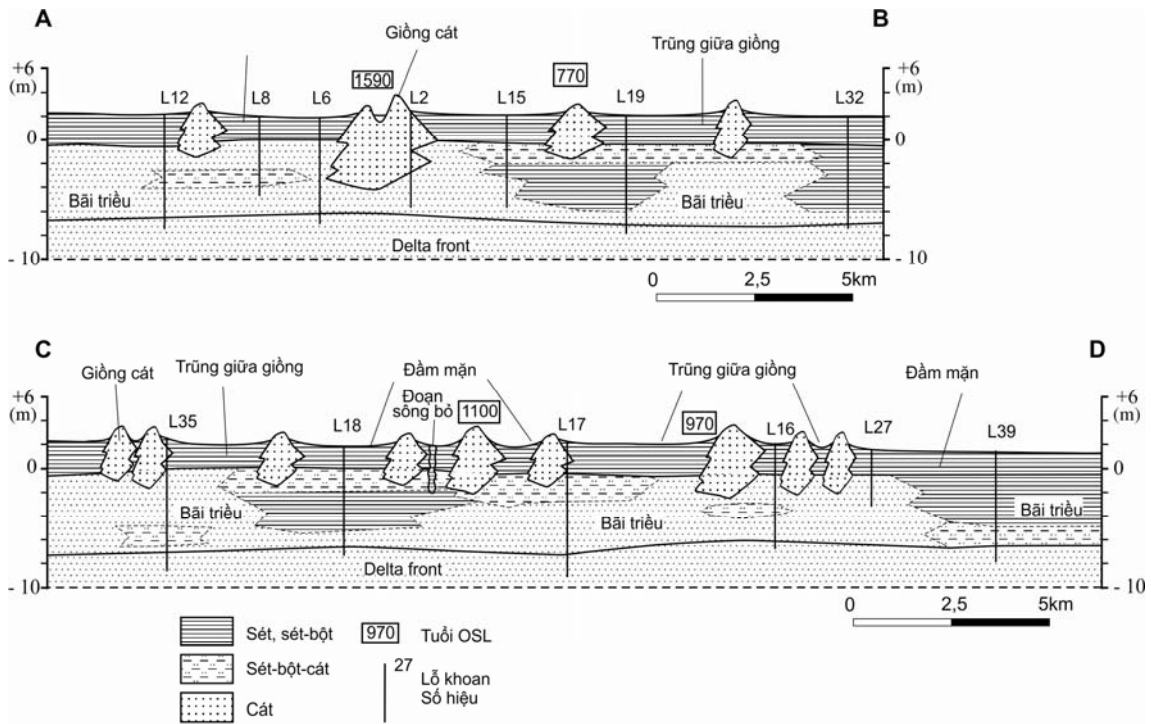 A
B
Giồng cát
Trũng giữa giồng
+6
(m)
0
- 10
1590
770
L12
L8
L6
L2
L15
L19
L32
+6
(m)
0
- 10
Bãi triều
Bãi triều
Delta front
0
2,5
5km
C
D
Giồng cát
Trũng giữa giồng
Đầm mặn
Đoạn
sông bỏ
Trũng giữa giồng
Đầm mặn
+6
(m)
0
- 10
L35
L18
1100
L17
970
L16
L27
L39
+6
(m)
0
- 10
Bãi triều
Bãi triều
Bãi triều
Delta front
0
2,5
5km
Sét, sét-bột
970
Tuổi OSL
Sét-bột-cát
27
Lỗ khoan
Số hiệu
Cát